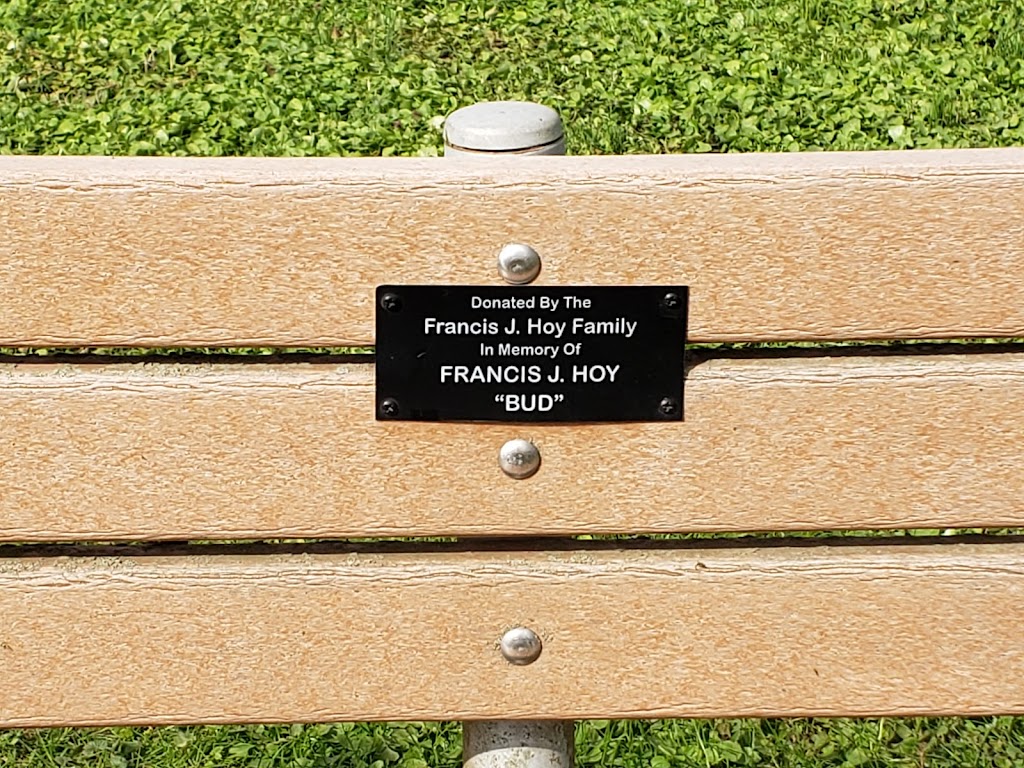 Donated By The
Francis J. Hoy Family
In Memory Of
FRANCIS J. HOY
“BUD”